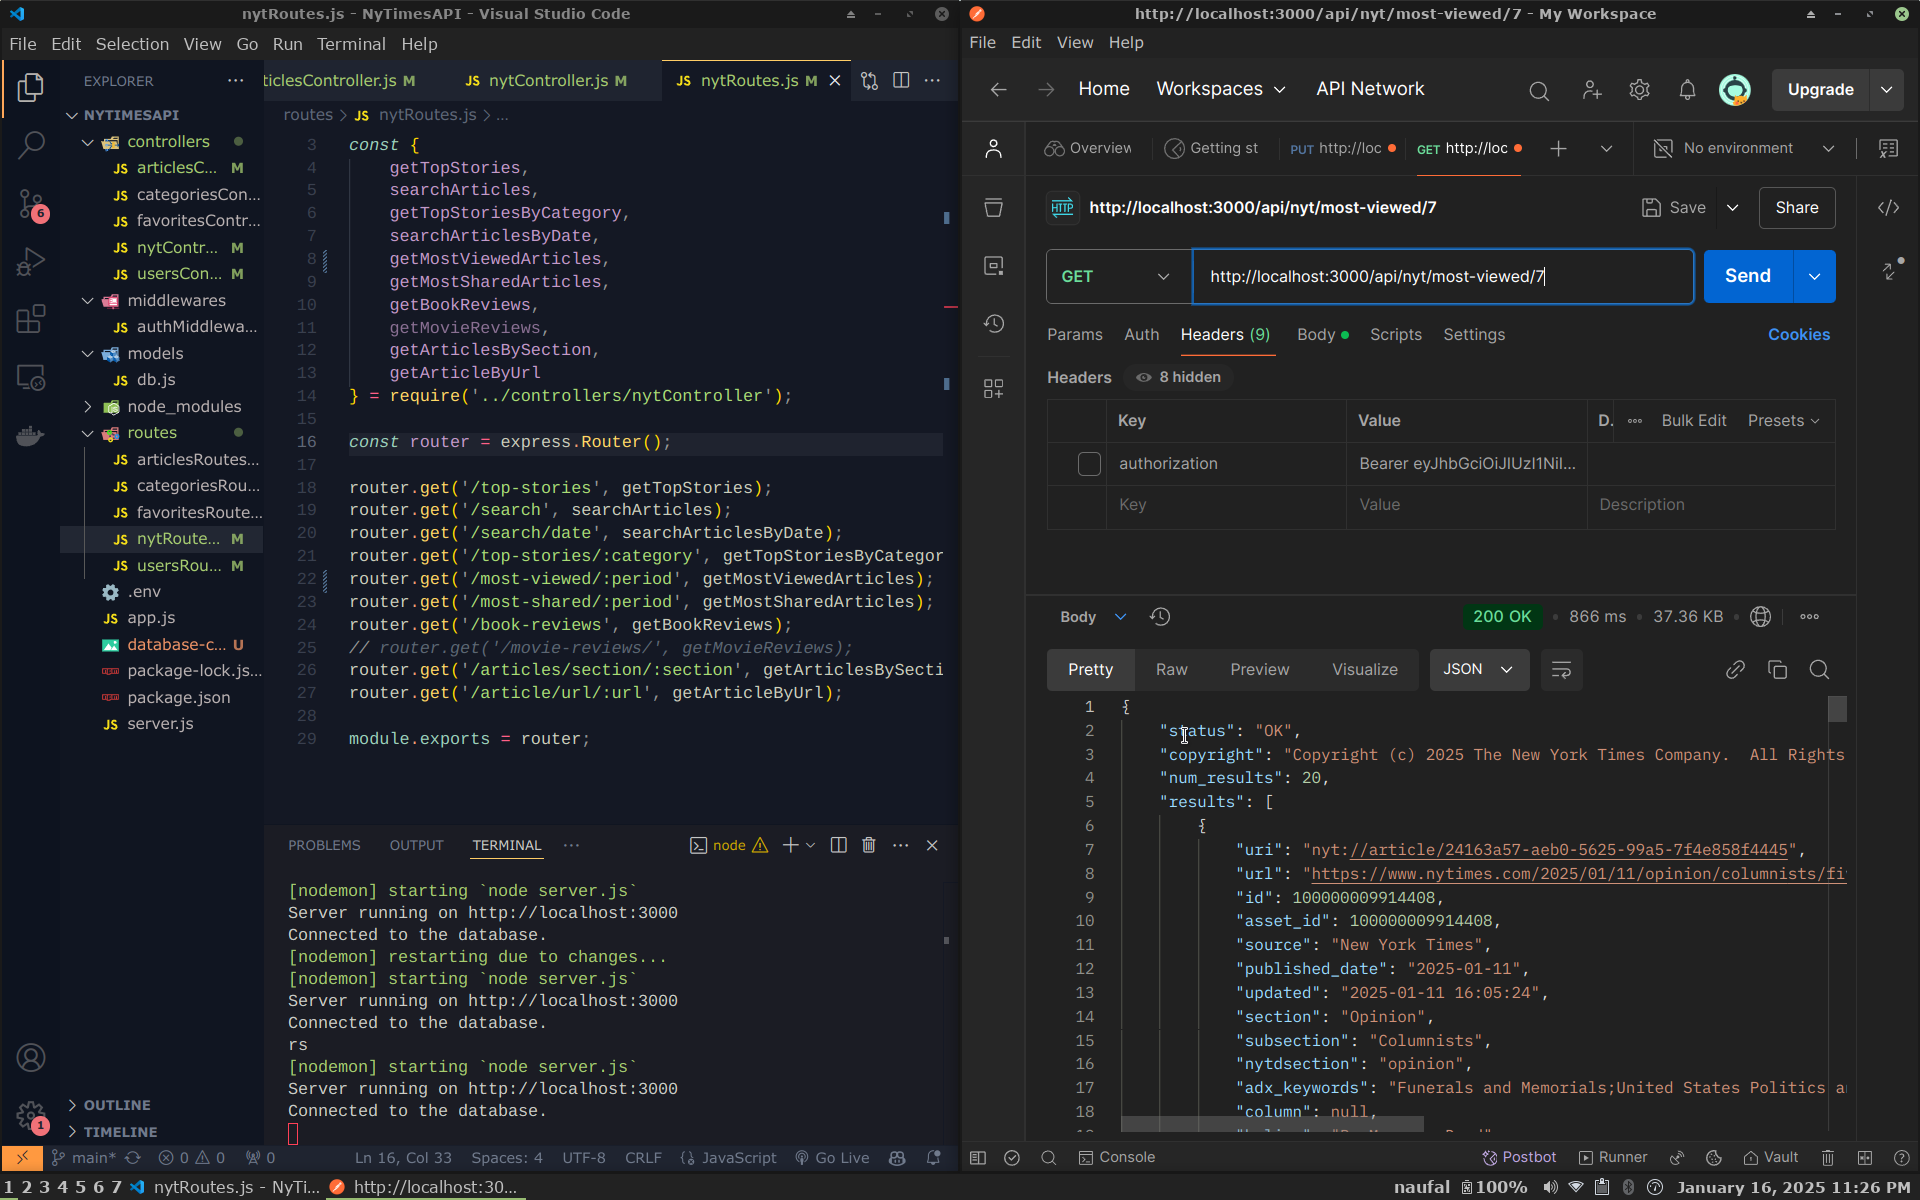 nytRoutes.js - NyTimesAPI - Visual Studio Code
File Edit Selection View Go Run Terminal Help
EXPLORER
NYTIMESAPI
controllers
articlesC... M
categoriesCon...
favoritesContr...
nytContr... M
usersCon... M
middlewares
authMiddlewa...
models
db.js
node_modules
routes
articlesRoutes...
categoriesRou...
favoritesRoute...
nytRoute... M
usersRou... M
.env
app.js
database-c... U
package-lock.js...
package.json
server.js
OUTLINE
TIMELINE
6
1
ticlesController.js M
JS nytController.js M
JS nytRoutes.js M
routes > JS nytRoutes.js > ...
3 const {
4 getTopStories,
5 searchArticles,
6 getTopStoriesByCategory,
7 searchArticlesByDate,
8 getMostViewedArticles,
9 getMostSharedArticles,
10 getBookReviews,
11 getMovieReviews,
12 getArticlesBySection,
13 getArticleByUrl
14 } = require('../controllers/nytController');
15
16 const router = express.Router();
17
18 router.get('/top-stories', getTopStories);
19 router.get('/search', searchArticles);
20 router.get('/search/date', searchArticlesByDate);
21 router.get('/top-stories/:category', getTopStoriesByCategor
22 router.get('/most-viewed/:period', getMostViewedArticles);
23 router.get('/most-shared/:period', getMostSharedArticles);
24 router.get('/book-reviews', getBookReviews);
25 // router.get('/movie-reviews/', getMovieReviews);
26 router.get('/articles/section/:section', getArticlesBySecti
27 router.get('/article/url/:url', getArticleByUrl);
28
29 module.exports = router;
PROBLEMS OUTPUT TERMINAL ... node
[nodemon] starting `node server.js`
Server running on http://localhost:3000
Connected to the database.
[nodemon] restarting due to changes...
[nodemon] starting `node server.js`
Server running on http://localhost:3000
Connected to the database.
rs
[nodemon] starting `node server.js`
Server running on http://localhost:3000
Connected to the database.
main* 0 0 0 Ln 16, Col 33 Spaces: 4 UTF-8 CRLF JavaScript Go Live
http://localhost:3000/api/nyt/most-viewed/7 - My Workspace
File Edit View Help
Home Workspaces API Network Upgrade
Overview Getting st PUT http://loc GET http://loc No environment
HTTP http://localhost:3000/api/nyt/most-viewed/7 Save Share
GET http://localhost:3000/api/nyt/most-viewed/7 Send
Params Auth Headers (9) Body Scripts Settings Cookies
Headers 8 hidden
Key Value D. Bulk Edit Presets
authorization Bearer eyJhbGciOiJIUzI1NiI...
Key Value Description
Body 200 OK 866 ms 37.36 KB
Pretty Raw Preview Visualize JSON
1 {
2 "status": "OK",
3 "copyright": "Copyright (c) 2025 The New York Times Company.  All Rights
4 "num_results": 20,
5 "results": [
6 {
7 "uri": "nyt://article/24163a57-aeb0-5625-99a5-7f4e858f4445",
8 "url": "https://www.nytimes.com/2025/01/11/opinion/columnists/fi
9 "id": 100000009914408,
10 "asset_id": 100000009914408,
11 "source": "New York Times",
12 "published_date": "2025-01-11",
13 "updated": "2025-01-11 16:05:24",
14 "section": "Opinion",
15 "subsection": "Columnists",
16 "nytdsection": "opinion",
17 "adx_keywords": "Funerals and Memorials;United States Politics a
18 "column": null,
Console Postbot Runner Vault
1 2 3 4 5 6 7 nytRoutes.js - NyTi... http://localhost:30... naufal 100% January 16, 2025 11:26 PM